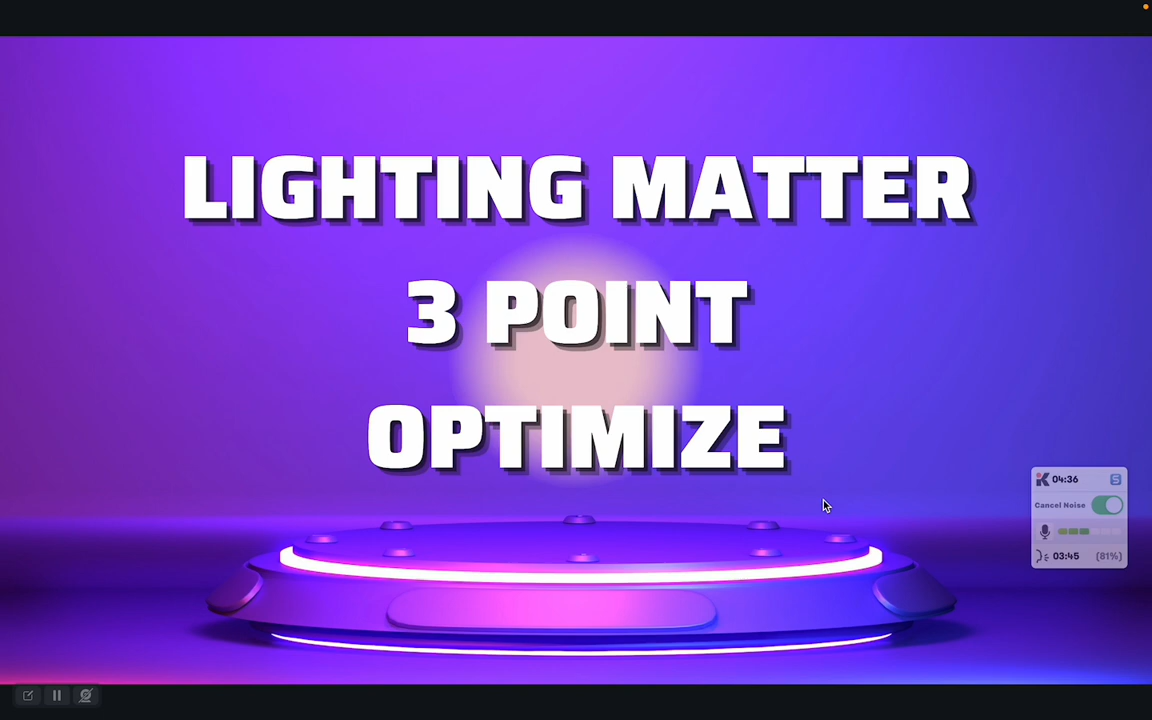 LIGHTING MATTER
3 POINT
OPTIMIZE
04:36
Cancel Noise
03:45 (81%)